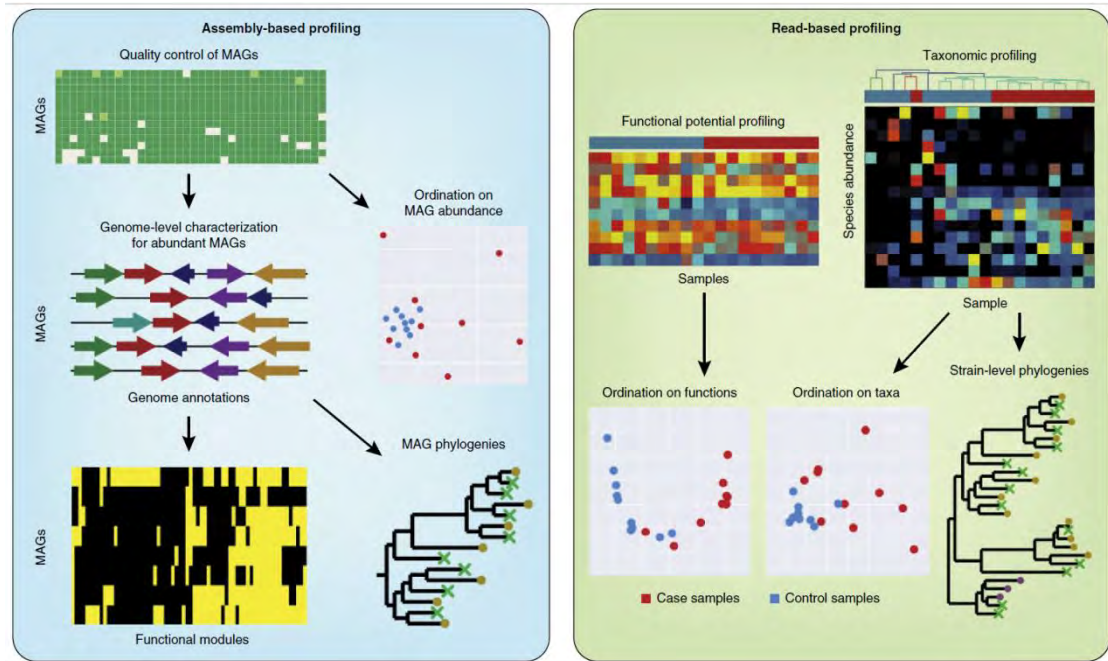 Assembly-based profiling
Quality control of MAGs
MAGs
Ordination on
MAG abundance
Genome-level characterization
for abundant MAGs
MAGs
Genome annotations
MAG phylogenies
MAGs
Functional modules
Read-based profiling
Taxonomic profiling
Functional potential profiling
Species abundance
Samples
Sample
Strain-level phylogenies
Ordination on functions
Ordination on taxa
Case samples
Control samples